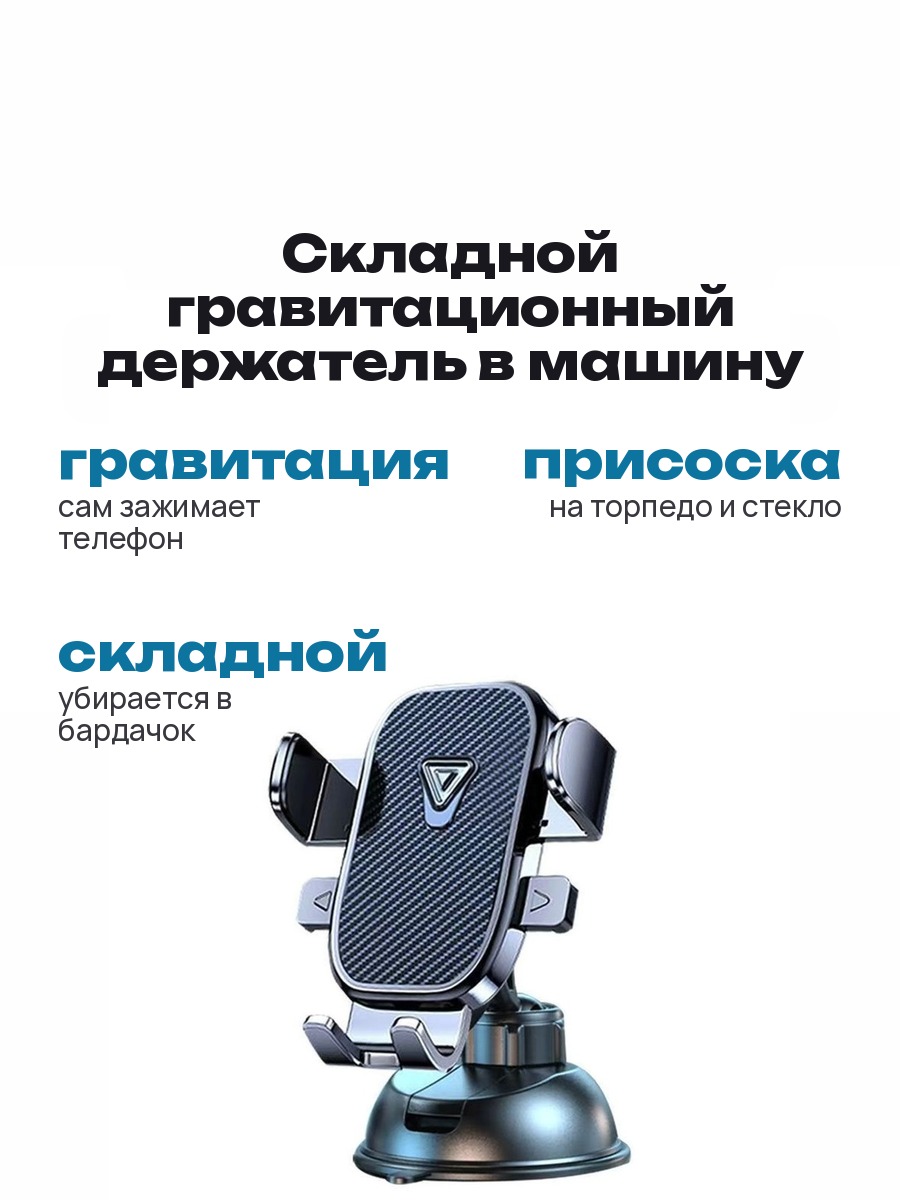 Складной
гравитационный
держатель в машину
гравитация
сам зажимает
телефон
присоска
на торпедо и стекло
складной
убирается в
бардачок